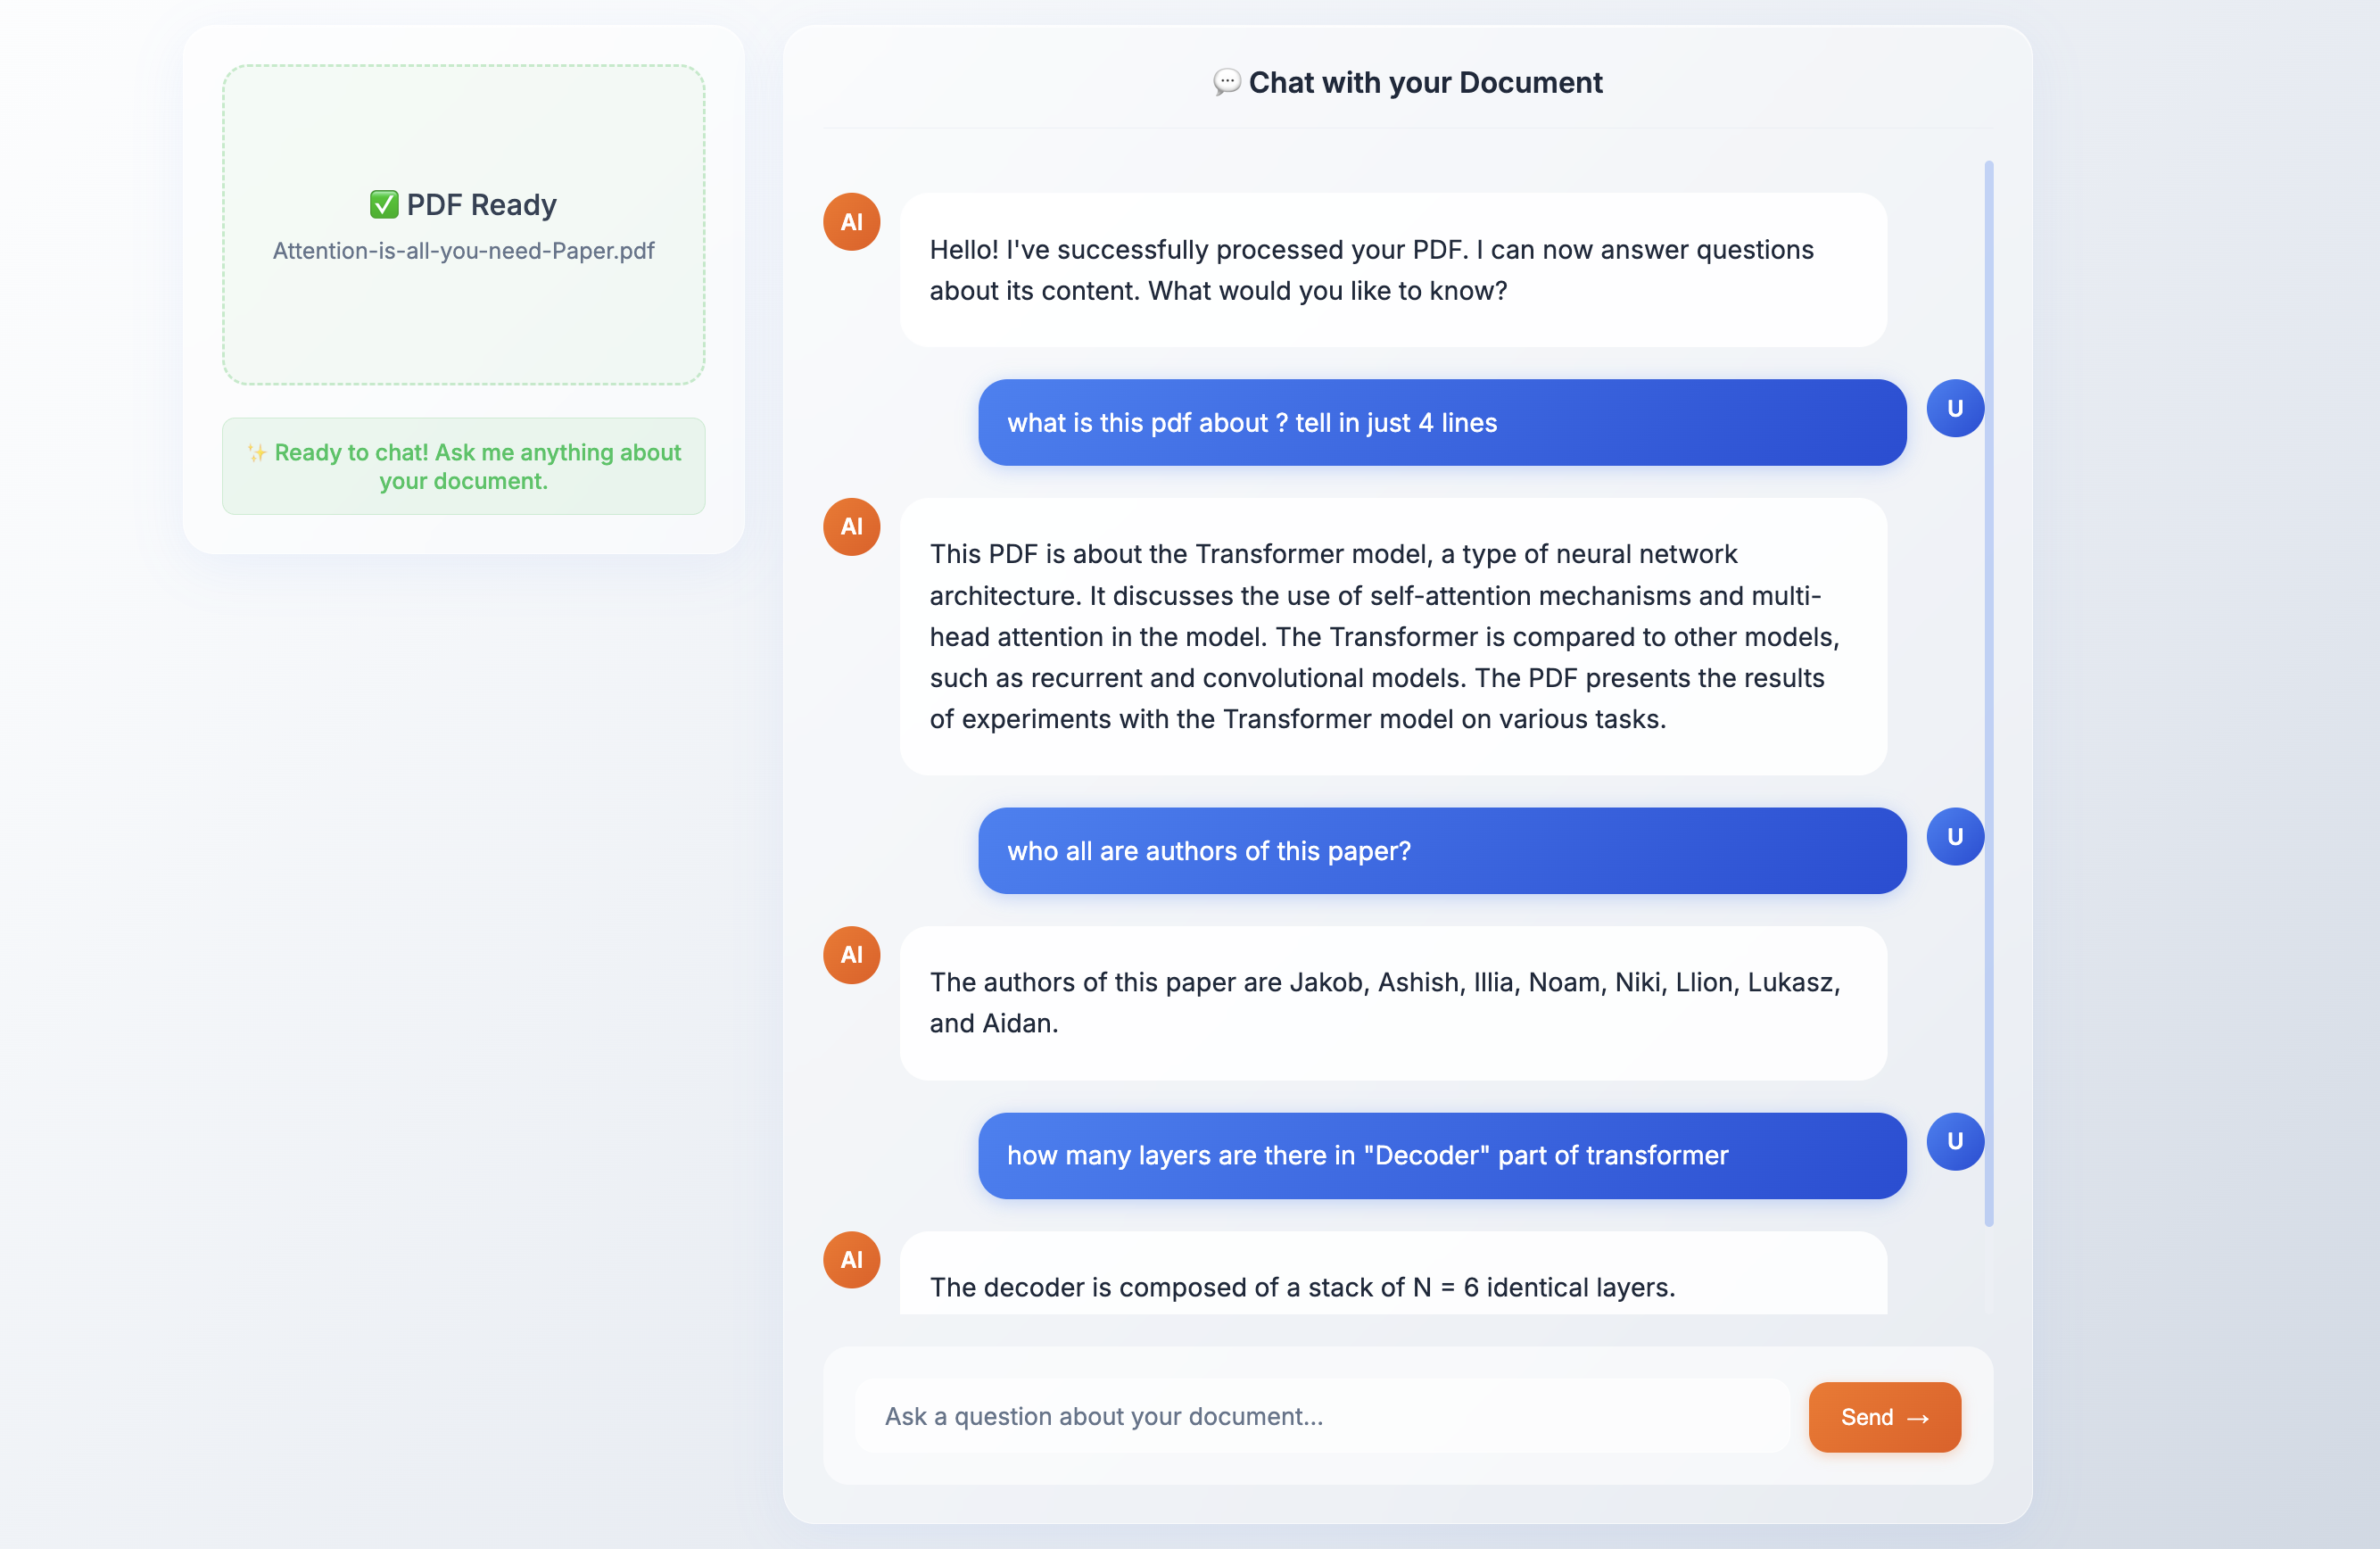 ✅ PDF Ready
Attention-is-all-you-need-Paper.pdf
✨ Ready to chat! Ask me anything about
your document.
💬 Chat with your Document
AI
Hello! I've successfully processed your PDF. I can now answer questions
about its content. What would you like to know?
what is this pdf about ? tell in just 4 lines
U
AI
This PDF is about the Transformer model, a type of neural network
architecture. It discusses the use of self-attention mechanisms and multi-
head attention in the model. The Transformer is compared to other models,
such as recurrent and convolutional models. The PDF presents the results
of experiments with the Transformer model on various tasks.
who all are authors of this paper?
U
AI
The authors of this paper are Jakob, Ashish, Illia, Noam, Niki, Llion, Lukasz,
and Aidan.
how many layers are there in "Decoder" part of transformer
U
AI
The decoder is composed of a stack of N = 6 identical layers.
Ask a question about your document...
Send →